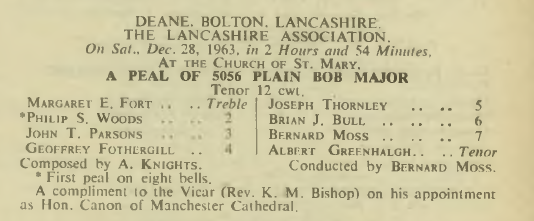 DEANE, BOLTON, LANCASHIRE.
THE LANCASHIRE ASSOCIATION.
On Sat., Dec. 28, 1963, in 2 Hours and 54 Minutes,
AT THE CHURCH OF ST. MARY,
A PEAL OF 5056 PLAIN BOB MAJOR
Tenor 12 cwt.
MARGARET E. FORT .. .. Treble
*PHILIP S. WOODS .. .. 2
JOHN T. PARSONS .. .. 3
GEOFFREY FOTHERGILL .. 4
JOSEPH THORNLEY .. .. 5
BRIAN J. BULL .. .. 6
BERNARD MOSS .. .. 7
ALBERT GREENHALGH .. .. Tenor
Composed by A. KNIGHTS. Conducted by BERNARD MOSS.
* First peal on eight bells.
A compliment to the Vicar (Rev. K. M. Bishop) on his appointment
as Hon. Canon of Manchester Cathedral.